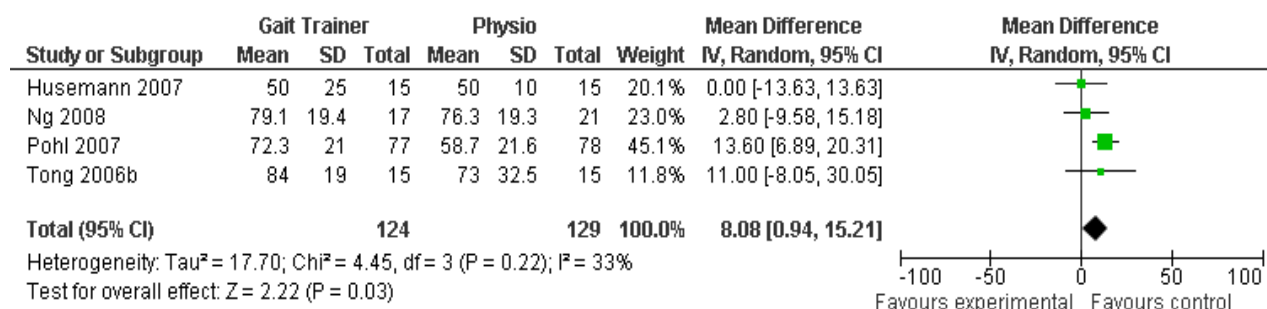 Gait Trainer Physio Mean Difference Mean Difference
Study or Subgroup Mean SD Total Mean SD Total Weight IV, Random, 95% CI IV, Random, 95% CI
Husemann 2007 50 25 15 50 10 15 20.1% 0.00 [-13.63, 13.63]
Ng 2008 79.1 19.4 17 76.3 19.3 21 23.0% 2.80 [-9.58, 15.18]
Pohl 2007 72.3 21 77 58.7 21.6 78 45.1% 13.60 [6.89, 20.31]
Tong 2006b 84 19 15 73 32.5 15 11.8% 11.00 [-8.05, 30.05]
Total (95% CI) 124 129 100.0% 8.08 [0.94, 15.21]
Heterogeneity: Tau² = 17.70; Chi² = 4.45, df = 3 (P = 0.22); I² = 33%
Test for overall effect: Z = 2.22 (P = 0.03)
-100 -50 0 50 100
Favours experimental Favours control